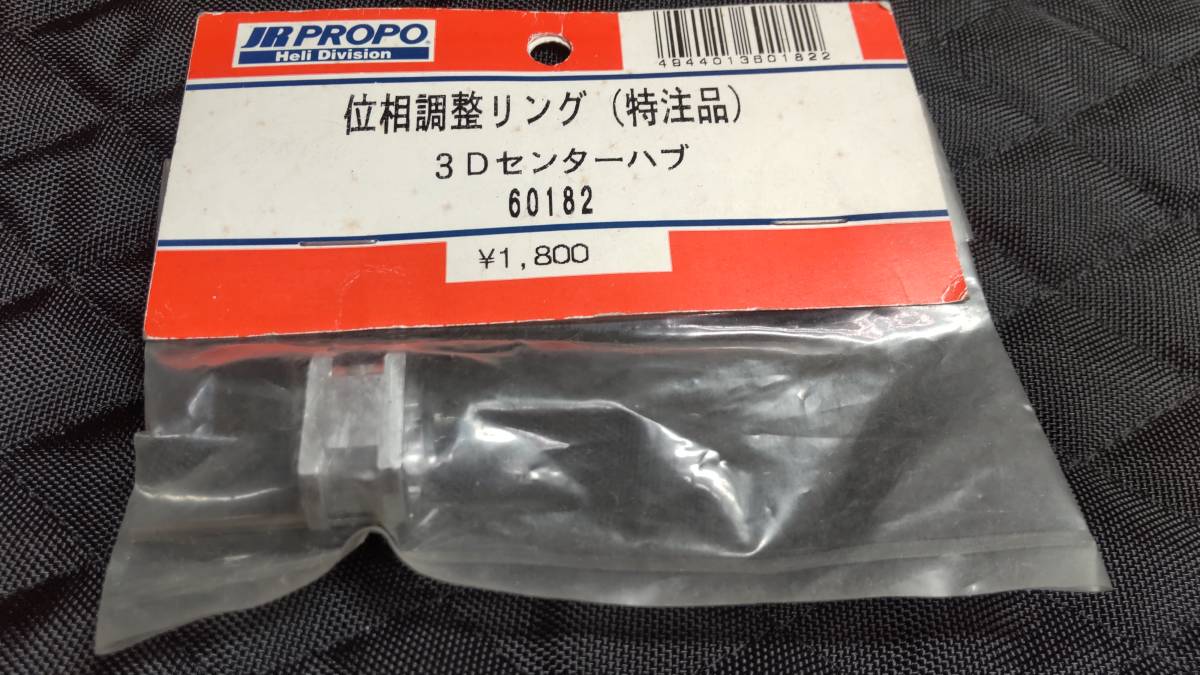 JR PROPO
Heli Division
4944013601822
位相調整リング（特注品）
３Ｄセンターハブ
60182
¥1,800